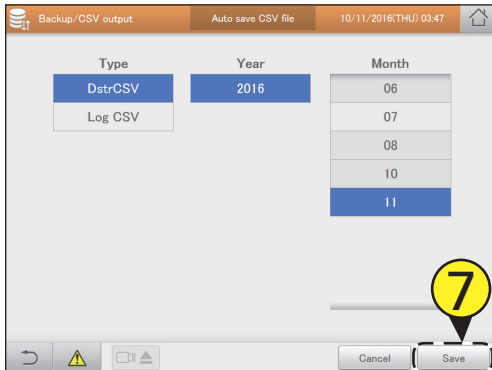 Backup/CSV output
Auto save CSV file
10/11/2016(THU) 03:47
Type
Year
Month
DstrCSV
2016
06
Log CSV
07
08
10
11
7
Cancel
Save